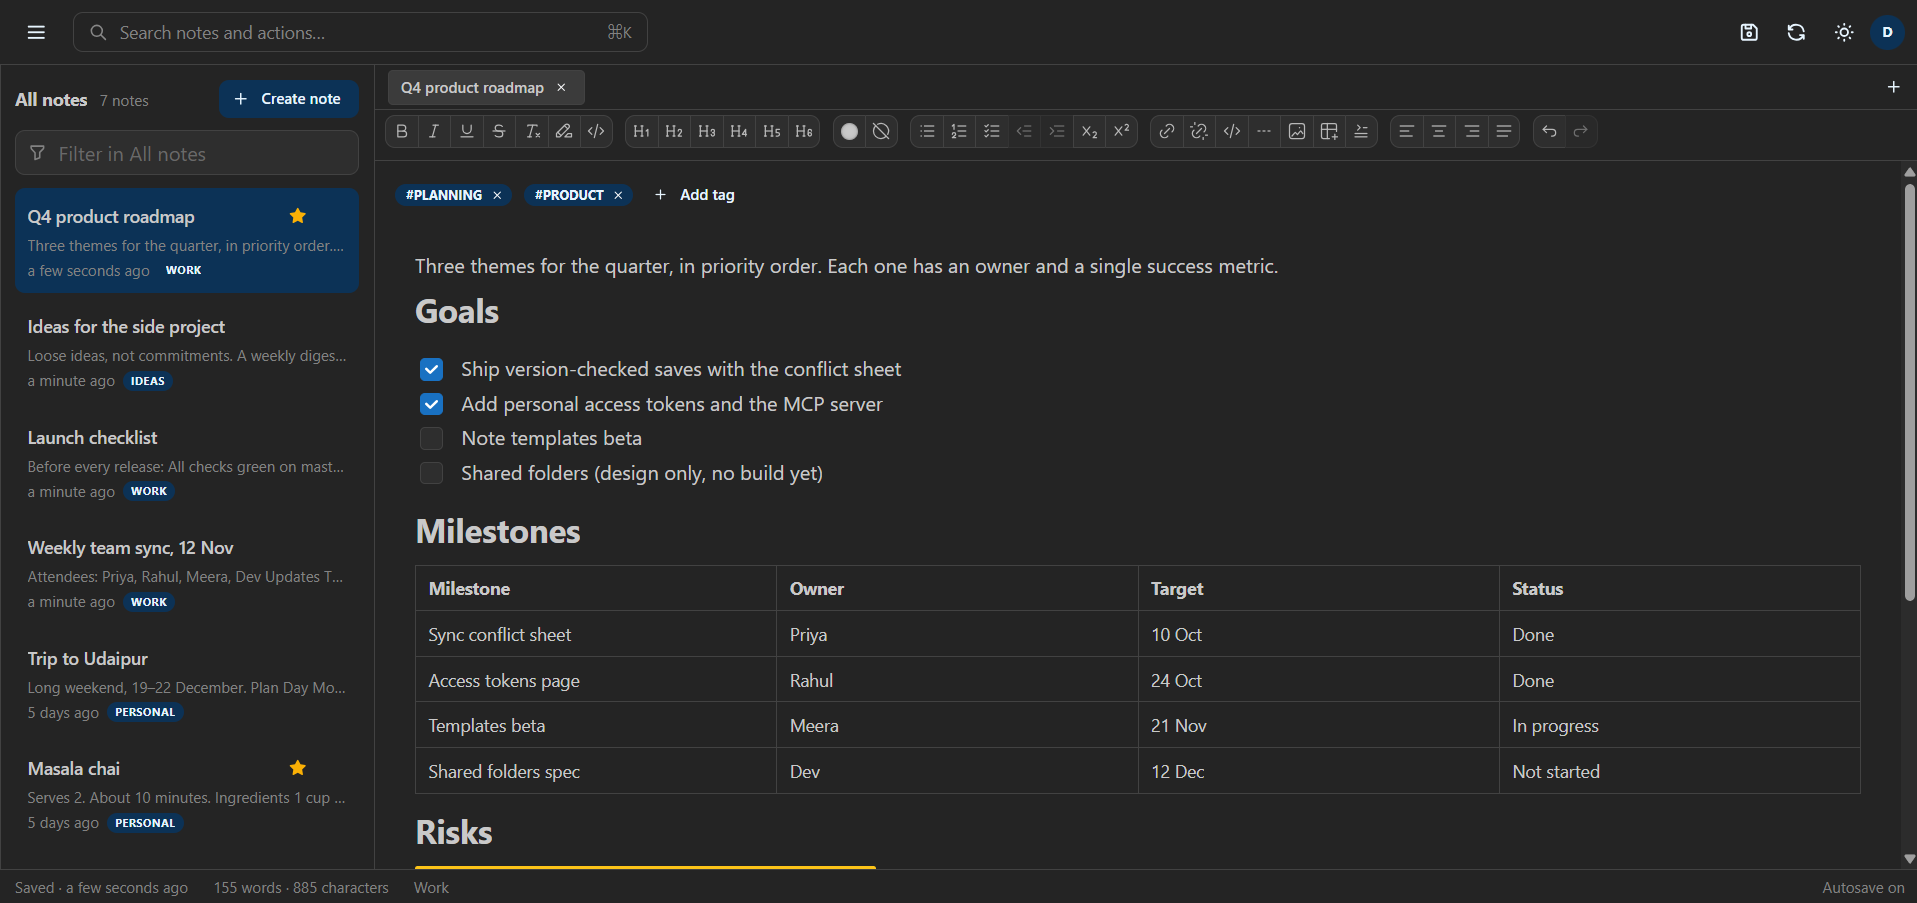 Search notes and actions... ⌘K
D
All notes 7 notes
+ Create note
Filter in All notes
Q4 product roadmap
Three themes for the quarter, in priority order....
a few seconds ago WORK
Ideas for the side project
Loose ideas, not commitments. A weekly diges...
a minute ago IDEAS
Launch checklist
Before every release: All checks green on mast...
a minute ago WORK
Weekly team sync, 12 Nov
Attendees: Priya, Rahul, Meera, Dev Updates T...
a minute ago WORK
Trip to Udaipur
Long weekend, 19–22 December. Plan Day Mo...
5 days ago PERSONAL
Masala chai
Serves 2. About 10 minutes. Ingredients 1 cup ...
5 days ago PERSONAL
Q4 product roadmap × +
B I U S Tx </> H1 H2 H3 H4 H5 H6 X2 X² </>
#PLANNING × #PRODUCT × + Add tag
Three themes for the quarter, in priority order. Each one has an owner and a single success metric.
Goals
Ship version-checked saves with the conflict sheet
Add personal access tokens and the MCP server
Note templates beta
Shared folders (design only, no build yet)
Milestones
Milestone Owner Target Status
Sync conflict sheet Priya 10 Oct Done
Access tokens page Rahul 24 Oct Done
Templates beta Meera 21 Nov In progress
Shared folders spec Dev 12 Dec Not started
Risks
Saved · a few seconds ago 155 words · 885 characters Work Autosave on